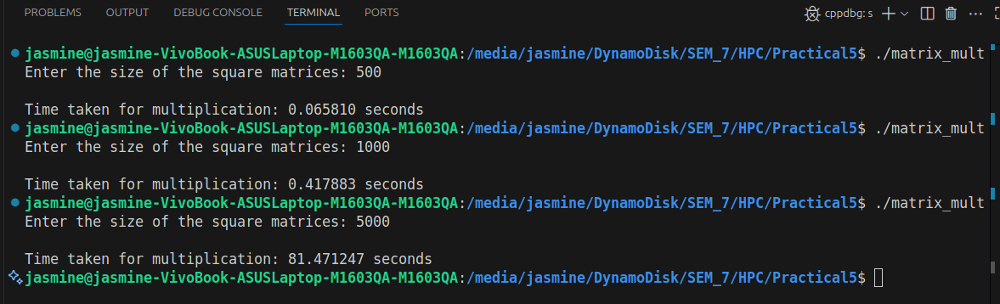 PROBLEMS OUTPUT DEBUG CONSOLE TERMINAL PORTS cppdbg: s
jasmine@jasmine-VivoBook-ASUSLaptop-M1603QA-M1603QA:/media/jasmine/DynamoDisk/SEM_7/HPC/Practical5$ ./matrix_mult
Enter the size of the square matrices: 500
Time taken for multiplication: 0.065810 seconds
jasmine@jasmine-VivoBook-ASUSLaptop-M1603QA-M1603QA:/media/jasmine/DynamoDisk/SEM_7/HPC/Practical5$ ./matrix_mult
Enter the size of the square matrices: 1000
Time taken for multiplication: 0.417883 seconds
jasmine@jasmine-VivoBook-ASUSLaptop-M1603QA-M1603QA:/media/jasmine/DynamoDisk/SEM_7/HPC/Practical5$ ./matrix_mult
Enter the size of the square matrices: 5000
Time taken for multiplication: 81.471247 seconds
jasmine@jasmine-VivoBook-ASUSLaptop-M1603QA-M1603QA:/media/jasmine/DynamoDisk/SEM_7/HPC/Practical5$